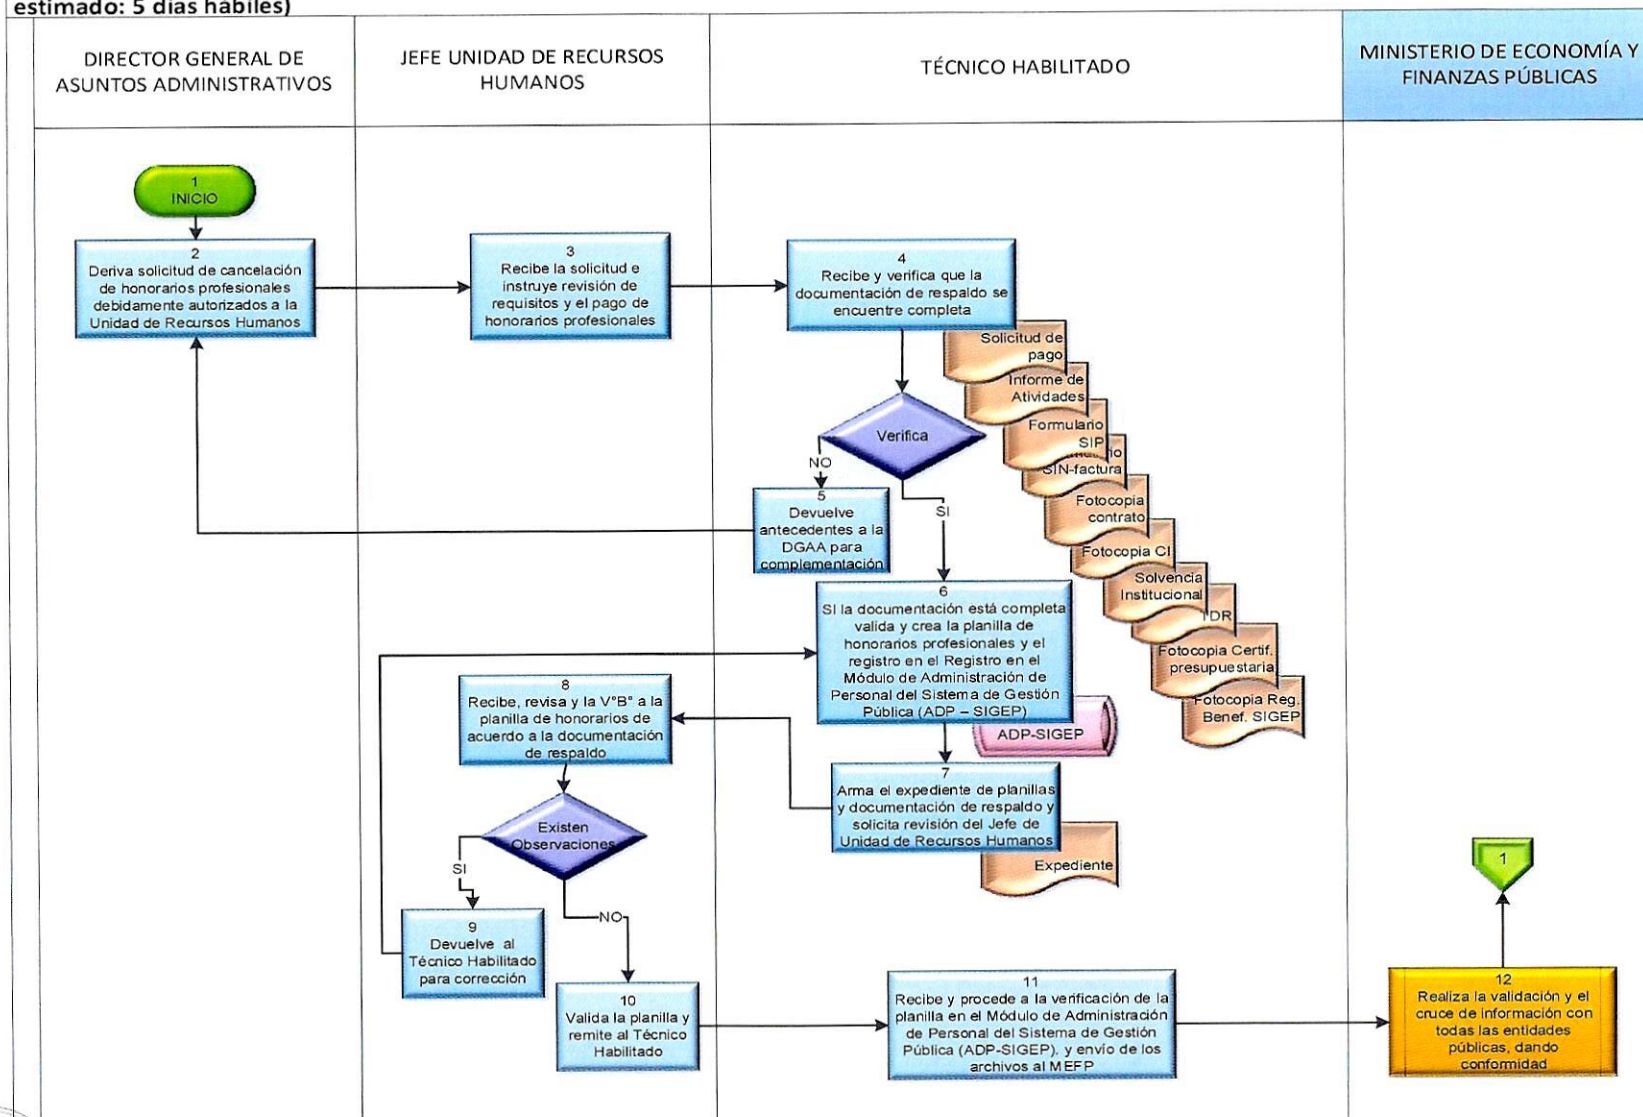 estimado: 5 días hábiles)
DIRECTOR GENERAL DE
ASUNTOS ADMINISTRATIVOS
JEFE UNIDAD DE RECURSOS
HUMANOS
TÉCNICO HABILITADO
MINISTERIO DE ECONOMÍA Y
FINANZAS PÚBLICAS
1
INICIO
2
Deriva solicitud de cancelación
de honorarios profesionales
debidamente autorizados a la
Unidad de Recursos Humanos
3
Recibe la solicitud e
instruye revisión de
requisitos y el pago de
honorarios profesionales
4
Recibe y verifica que la
documentación de respaldo se
encuentre completa
Solicitud de
pago
Informe de
Atividades
Formulario
SIP
SIN-factura
Fotocopia
contrato
Fotocopia CI
Solvencia
Institucional
TDR
Fotocopia Certif.
presupuestaria
Fotocopia Reg.
Benef. SIGEP
Verifica
NO
SI
5
Devuelve
antecedentes a la
DGAA para
complementación
6
SI la documentación está completa
valida y crea la planilla de
honorarios profesionales y el
registro en el Registro en el
Módulo de Administración de
Personal del Sistema de Gestión
Pública (ADP – SIGEP)
ADP-SIGEP
7
Arma el expediente de planillas
y documentación de respaldo y
solicita revisión del Jefe de
Unidad de Recursos Humanos
Expediente
8
Recibe, revisa y la V°B° a la
planilla de honorarios de
acuerdo a la documentación
de respaldo
Existen
Observaciones
SI
NO
9
Devuelve al
Técnico Habilitado
para corrección
10
Valida la planilla y
remite al Técnico
Habilitado
11
Recibe y procede a la verificación de la
planilla en el Módulo de Administración
de Personal del Sistema de Gestión
Pública (ADP-SIGEP), y envío de los
archivos al MEFP
12
Realiza la validación y el
cruce de información con
todas las entidades
públicas, dando
conformidad
1